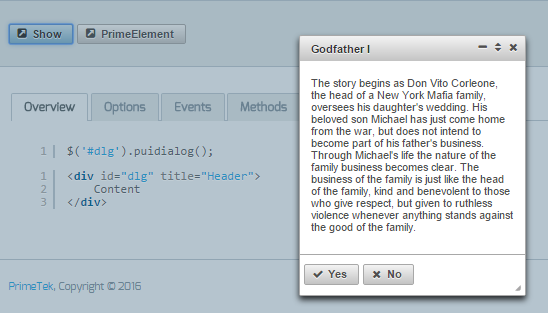 Show
PrimeElement
Godfather I
The story begins as Don Vito Corleone,
the head of a New York Mafia family,
oversees his daughter's wedding. His
beloved son Michael has just come home
from the war, but does not intend to
become part of his father's business.
Through Michael's life the nature of the
family business becomes clear. The
business of the family is just like the head
of the family, kind and benevolent to those
who give respect, but given to ruthless
violence whenever anything stands against
the good of the family.
Yes
No
Overview
Options
Events
Methods
1 $('#dlg').puidialog();
1 <div id="dlg" title="Header">
2 Content
3 </div>
PrimeTek, Copyright © 2016